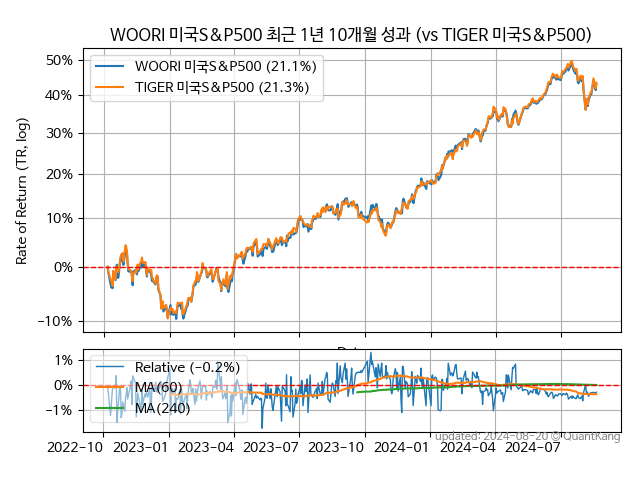 WOORI 미국S&P500 최근 1년 10개월 성과 (vs TIGER 미국S&P500)
50%
40%
30%
20%
10%
0%
−10%
Rate of Return (TR, log)
WOORI 미국S&P500 (21.1%)
TIGER 미국S&P500 (21.3%)
1%
0%
−1%
Relative (−0.2%)
MA(60)
MA(240)
2022−10
2023−01
2023−04
2023−07
2023−10
2024−01
2024−04
2024−07
updated: 2024-08-20 © QuantKang